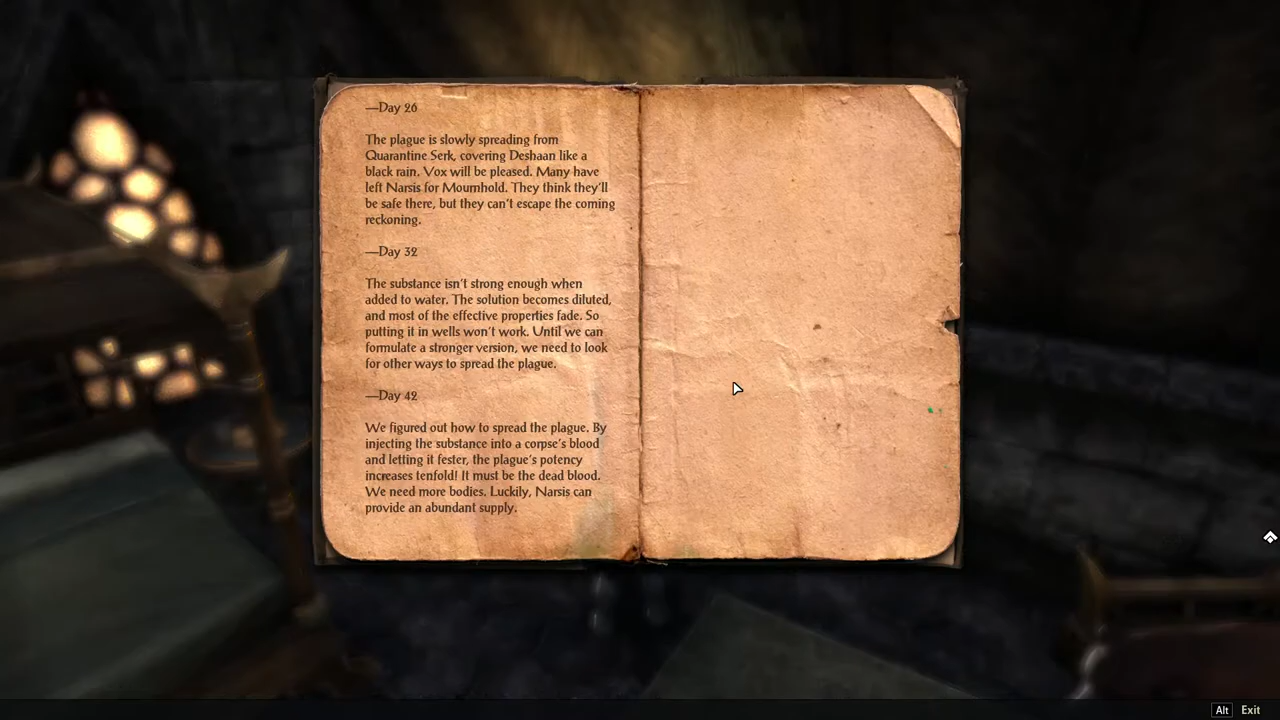 —Day 26
The plague is slowly spreading from
Quarantine Serk, covering Deshaan like a
black rain. Vox will be pleased. Many have
left Narsis for Mournhold. They think they'll
be safe there, but they can't escape the coming
reckoning.
—Day 32
The substance isn't strong enough when
added to water. The solution becomes diluted,
and most of the effective properties fade. So
putting it in wells won't work. Until we can
formulate a stronger version, we need to look
for other ways to spread the plague.
—Day 42
We figured out how to spread the plague. By
injecting the substance into a corpse's blood
and letting it fester, the plague's potency
increases tenfold! It must be the dead blood.
We need more bodies. Luckily, Narsis can
provide an abundant supply.
Alt Exit